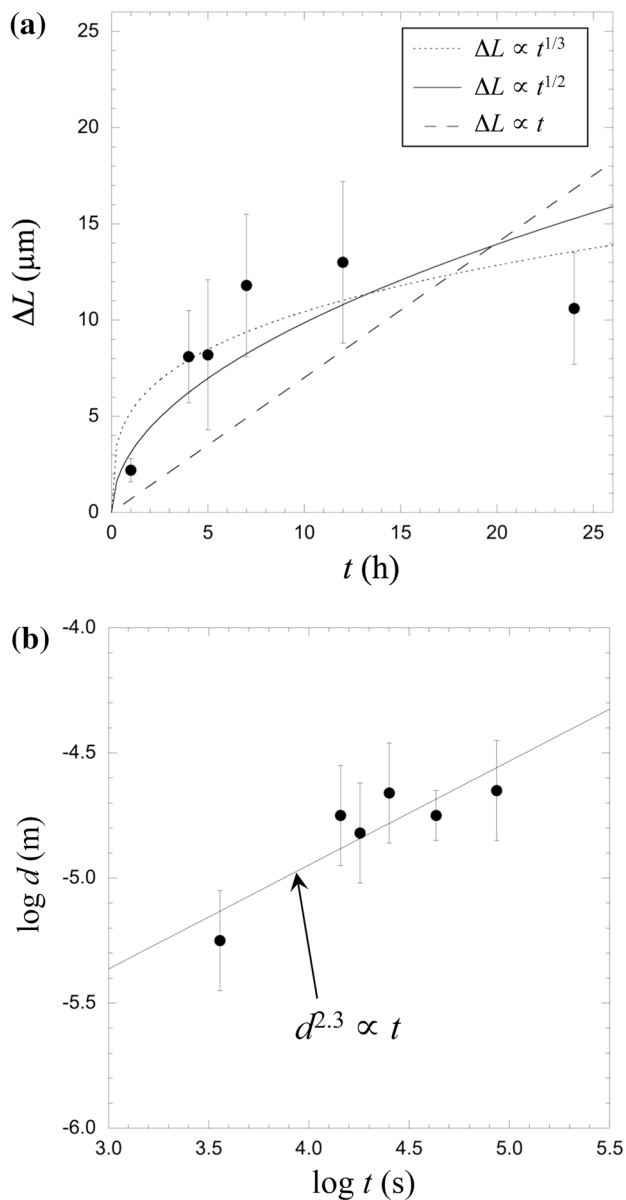 (a)
25
20
15
10
5
0
ΔL (μm)
ΔL ∝ t^{1/3}
ΔL ∝ t^{1/2}
ΔL ∝ t
0 5 10 15 20 25
t (h)
(b)
-4.0
-4.5
-5.0
-5.5
-6.0
log d (m)
d^{2.3} ∝ t
3.0 3.5 4.0 4.5 5.0 5.5
log t (s)